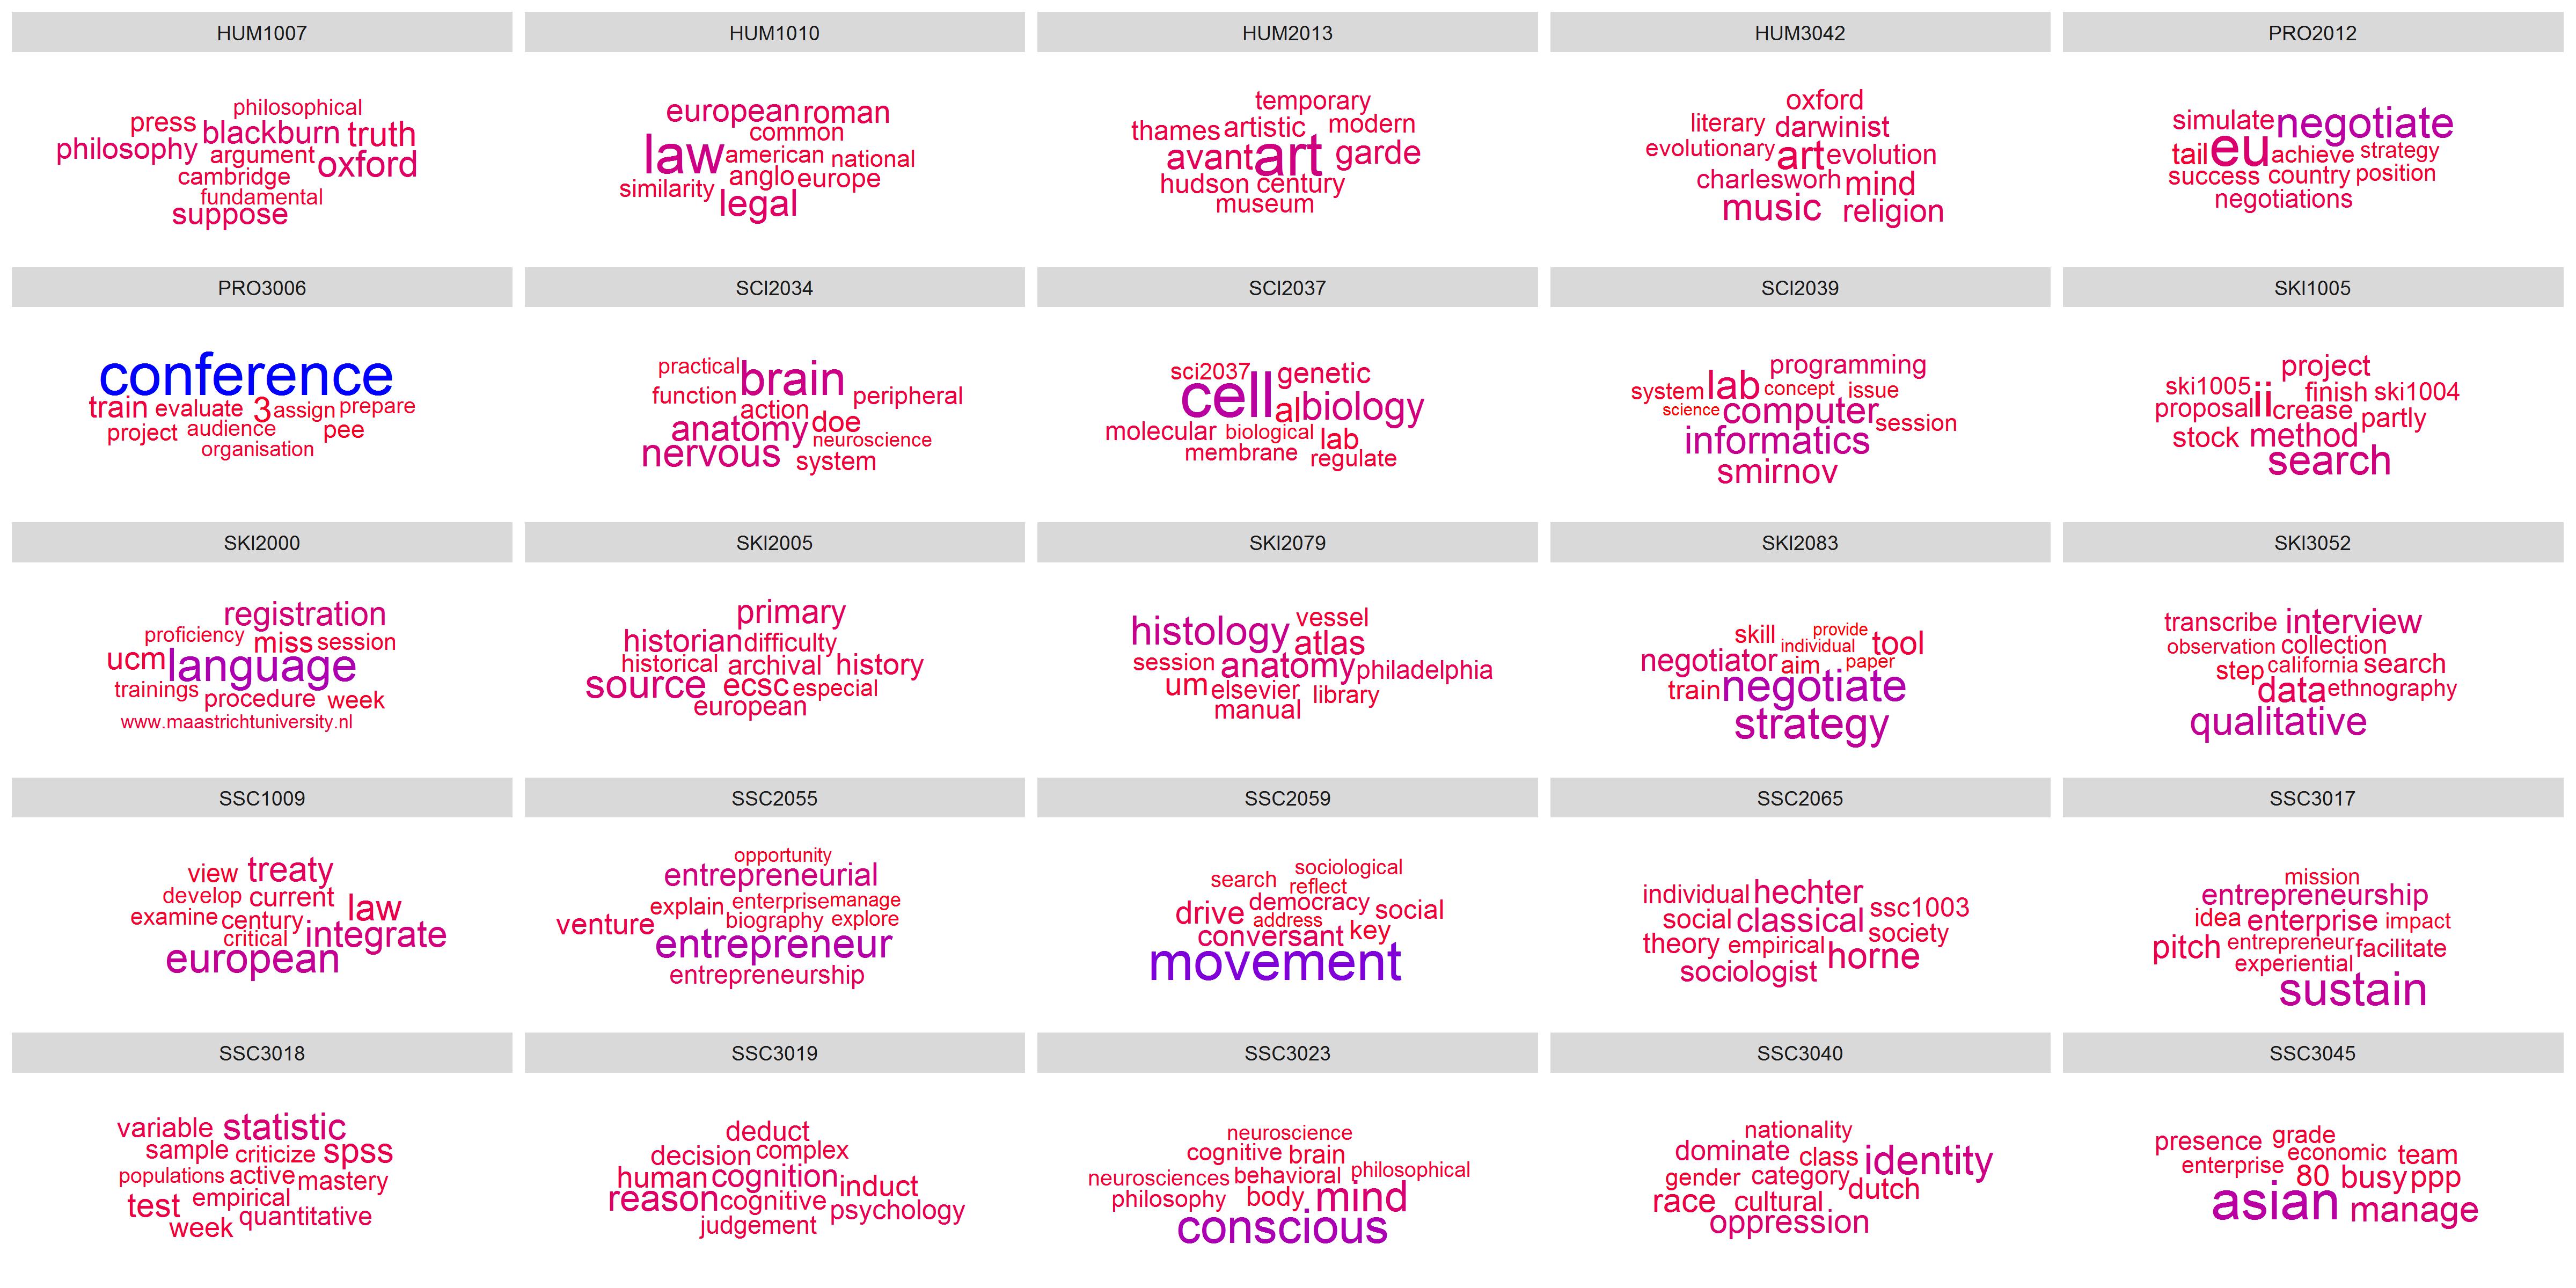 HUM1007 HUM1010 HUM2013 HUM3042 PRO2012
philosophical
press blackburn truth
philosophy argument oxford
cambridge
fundamental
suppose
european roman
common
law american national
similarity anglo europe
legal
temporary
thames artistic modern
avant art garde
hudson century
museum
oxford
literary darwinist
evolutionary art evolution
charlesworh mind
music religion
simulate negotiate
tail eu achieve strategy
success country position
negotiations
PRO3006 SCI2034 SCI2037 SCI2039 SKI1005
conference
train evaluate 3 assign prepare
project audience pee
organisation
practical brain
function peripheral
action
anatomy doe
neuroscience
nervous system
sci2037 genetic
cell al biology
molecular biological lab
membrane regulate
programming
system lab concept issue
science computer session
informatics
smirnov
project
ski1005 finish ski1004
proposal ii crease partly
stock method
search
SKI2000 SKI2005 SKI2079 SKI2083 SKI3052
registration
proficiency miss session
ucm language
trainings procedure week
www.maastrichtuniversity.nl
primary
historian difficulty
historical archival history
source ecsc especial
european
histology vessel
atlas
session anatomy philadelphia
um elsevier library
manual
skill provide tool
individual
negotiator aim paper
train negotiate
strategy
transcribe interview
observation collection
step california search
data ethnography
qualitative
SSC1009 SSC2055 SSC2059 SSC2065 SSC3017
view treaty
develop current law
examine century
critical integrate
european
opportunity
entrepreneurial
explain enterprise manage
venture biography explore
entrepreneur
entrepreneurship
sociological
search reflect
drive democracy social
address
conversant key
movement
individual hechter ssc1003
social classical
theory empirical society
sociologist horne
mission
entrepreneurship
idea enterprise impact
pitch entrepreneur facilitate
experiential
sustain
SSC3018 SSC3019 SSC3023 SSC3040 SSC3045
variable statistic
sample criticize spss
populations active mastery
test empirical
week quantitative
deduct
decision complex
human cognition induct
reason cognitive
judgement psychology
neuroscience
cognitive brain
neurosciences behavioral philosophical
philosophy body mind
conscious
nationality
dominate class identity
gender category dutch
race cultural
oppression
presence grade
economic team
enterprise 80 busy ppp
asian manage